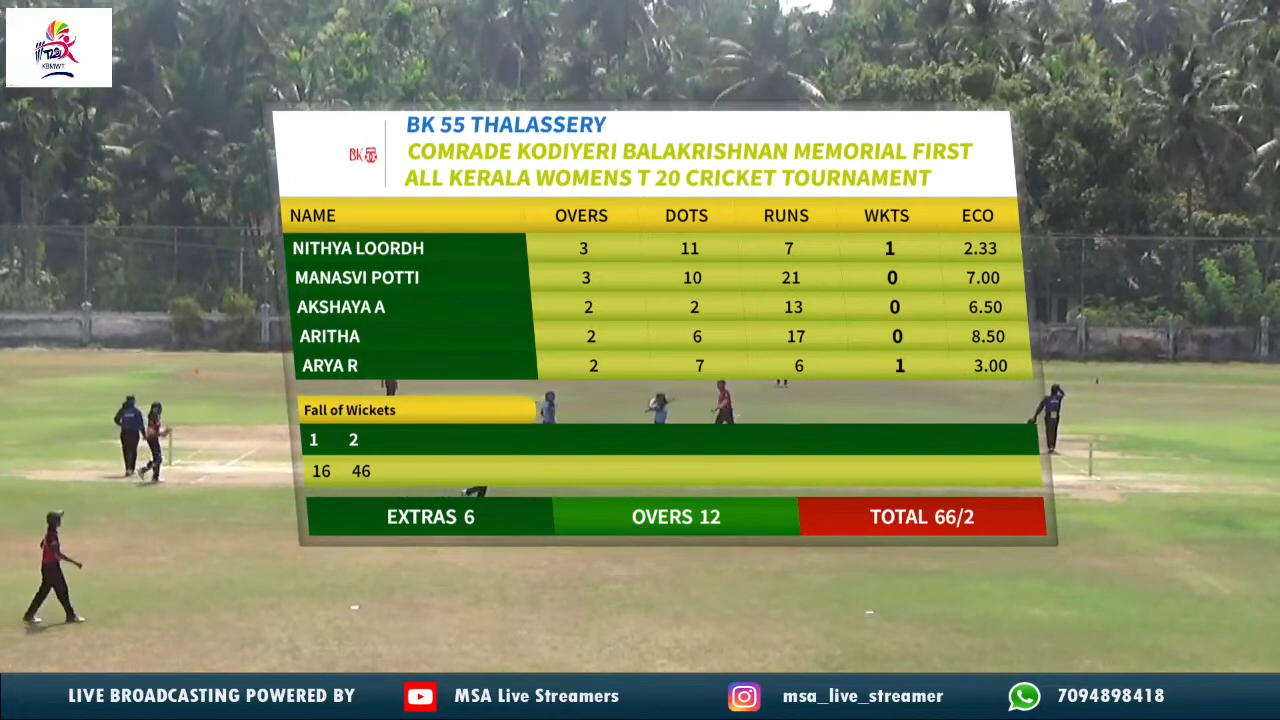 T20
KBMWT
BK 55 THALASSERY
BK 55
COMRADE KODIYERI BALAKRISHNAN MEMORIAL FIRST
ALL KERALA WOMENS T 20 CRICKET TOURNAMENT
NAME OVERS DOTS RUNS WKTS ECO
NITHYA LOORDH 3 11 7 1 2.33
MANASVI POTTI 3 10 21 0 7.00
AKSHAYA A 2 2 13 0 6.50
ARITHA 2 6 17 0 8.50
ARYA R 2 7 6 1 3.00
Fall of Wickets
1 2
16 46
EXTRAS 6 OVERS 12 TOTAL 66/2
LIVE BROADCASTING POWERED BY MSA Live Streamers msa_live_streamer 7094898418